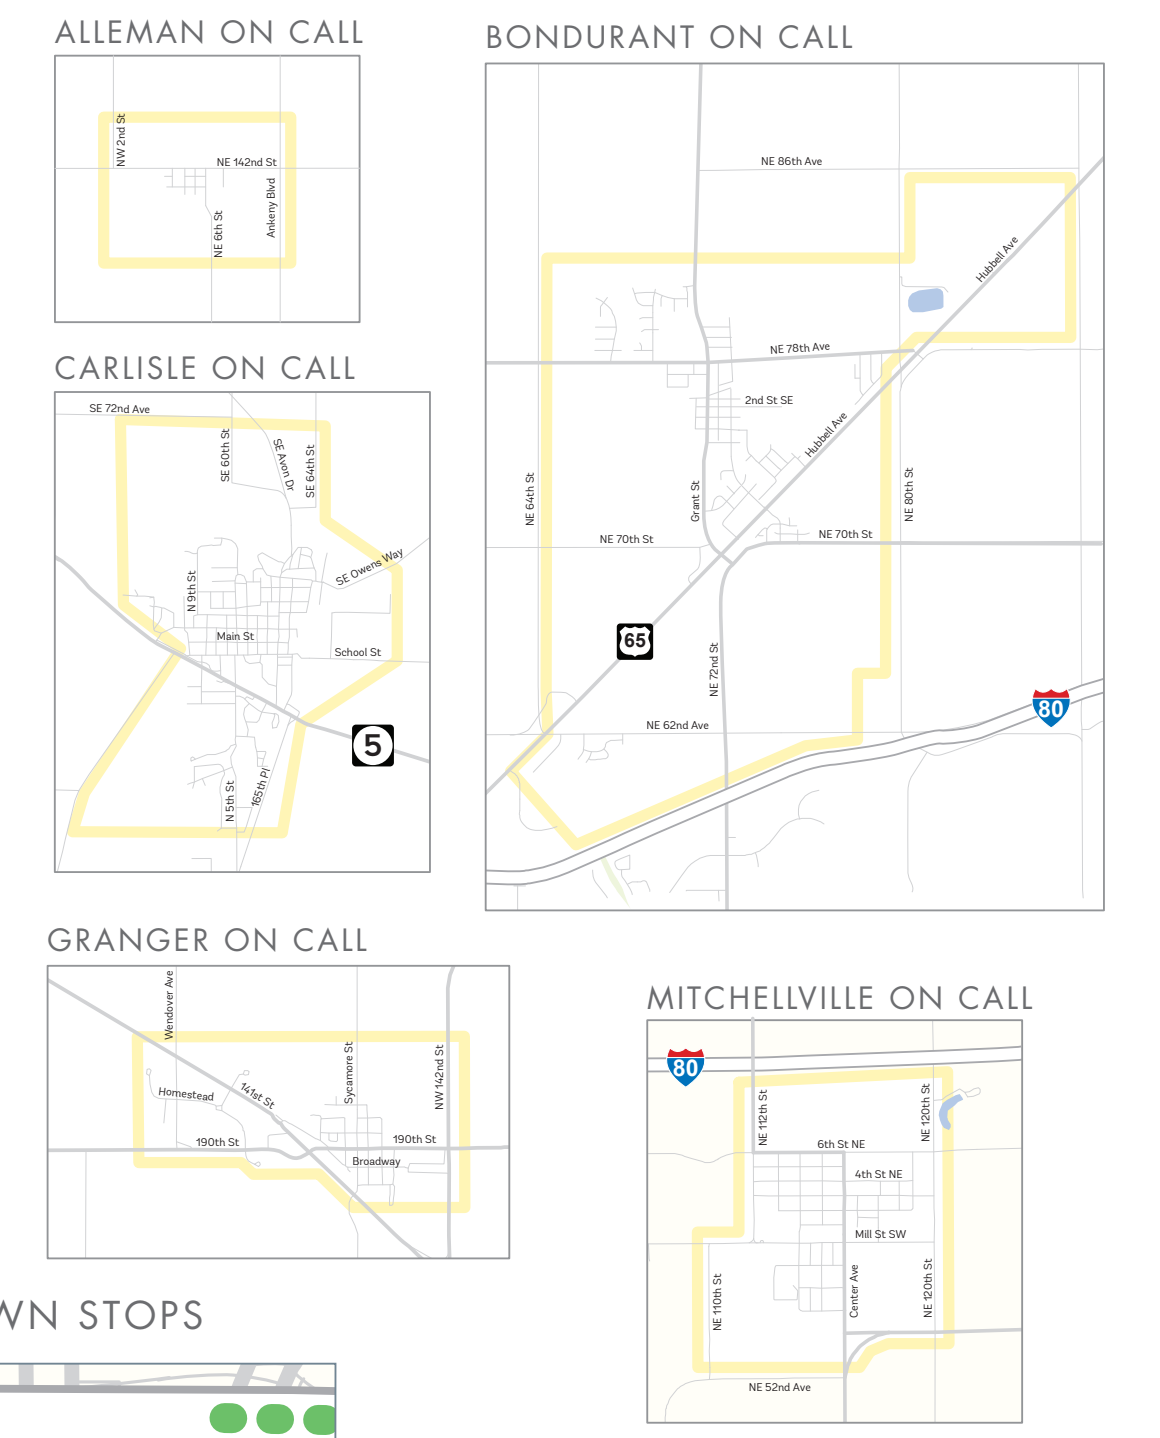 ALLEMAN ON CALL
NW 2nd St
NE 142nd St
Ankeny Blvd
NE 6th St
BONDURANT ON CALL
NE 86th Ave
Hubbell Ave
NE 78th Ave
2nd St SE
Hubbell Ave
NE 64th St
Grant St
NE 80th St
NE 70th St
NE 70th St
65
NE 72nd St
80
NE 62nd Ave
CARLISLE ON CALL
SE 72nd Ave
SE 60th St
SE Avon Dr
SE 64th St
SE Owens Way
N 9th St
Main St
School St
5
N 5th St
165th Pl
GRANGER ON CALL
Wendover Ave
Sycamore St
NW 142nd St
Homestead
141st St
190th St
190th St
Broadway
MITCHELLVILLE ON CALL
80
NE 112th St
NE 120th St
6th St NE
4th St NE
Mill St SW
NE 110th St
Center Ave
NE 120th St
NE 52nd Ave
WN STOPS